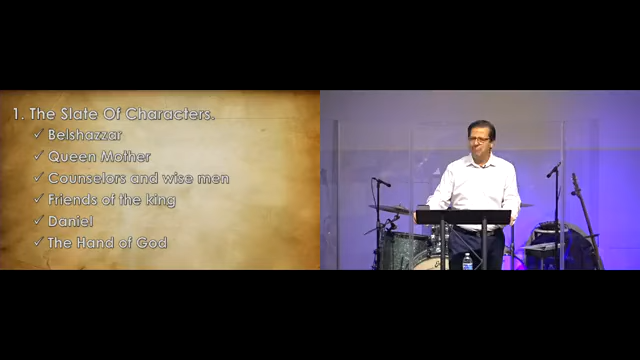 1. The Slate Of Characters.
✓ Belshazzar
✓ Queen Mother
✓ Counselors and wise men
✓ Friends of the king
✓ Daniel
✓ The Hand of God